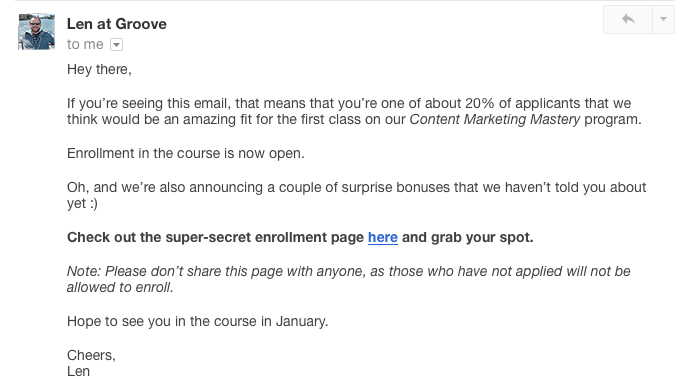 Len at Groove
to me
Hey there,
If you’re seeing this email, that means that you’re one of about 20% of applicants that we
think would be an amazing fit for the first class on our Content Marketing Mastery program.
Enrollment in the course is now open.
Oh, and we’re also announcing a couple of surprise bonuses that we haven’t told you about
yet :)
Check out the super-secret enrollment page here and grab your spot.
Note: Please don’t share this page with anyone, as those who have not applied will not be
allowed to enroll.
Hope to see you in the course in January.
Cheers,
Len